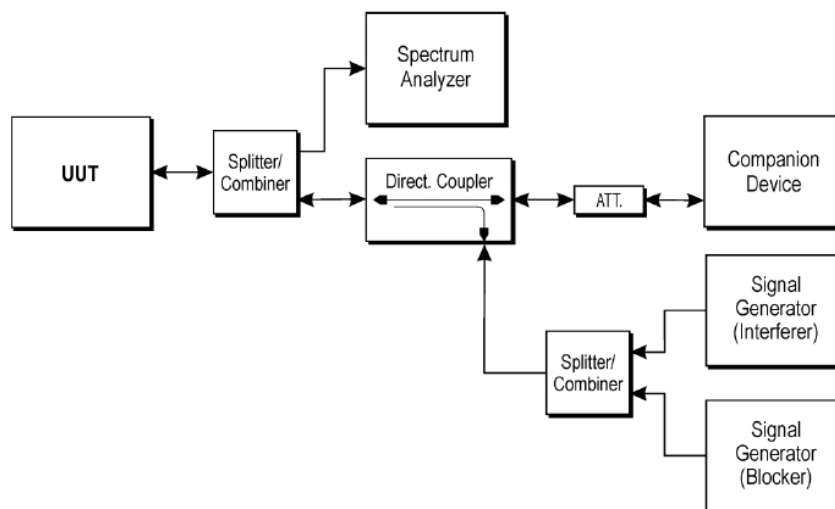 Spectrum
Analyzer
UUT
Splitter/
Combiner
Direct. Coupler
ATT.
Companion
Device
Signal
Generator
(Interferer)
Splitter/
Combiner
Signal
Generator
(Blocker)